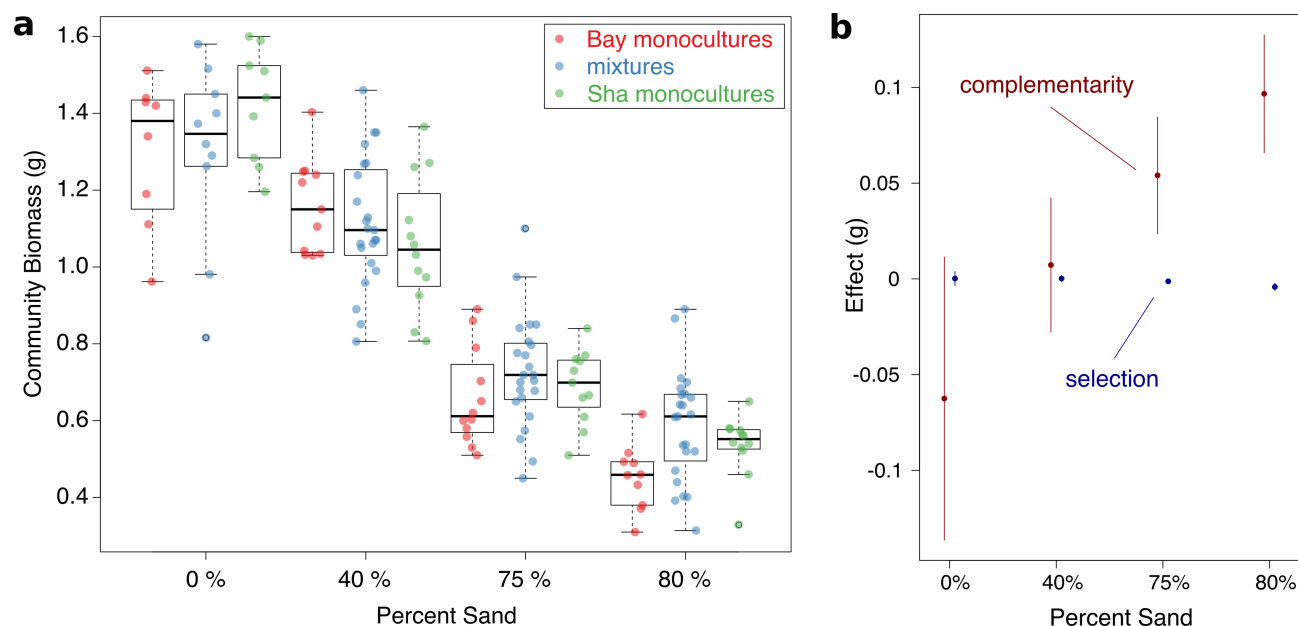 a
Community Biomass (g)
1.6
1.4
1.2
1.0
0.8
0.6
0.4
Bay monocultures
mixtures
Sha monocultures
0 %
40 %
75 %
80 %
Percent Sand
b
Effect (g)
0.1
0.05
0
-0.05
-0.1
complementarity
selection
0%
40%
75%
80%
Percent Sand